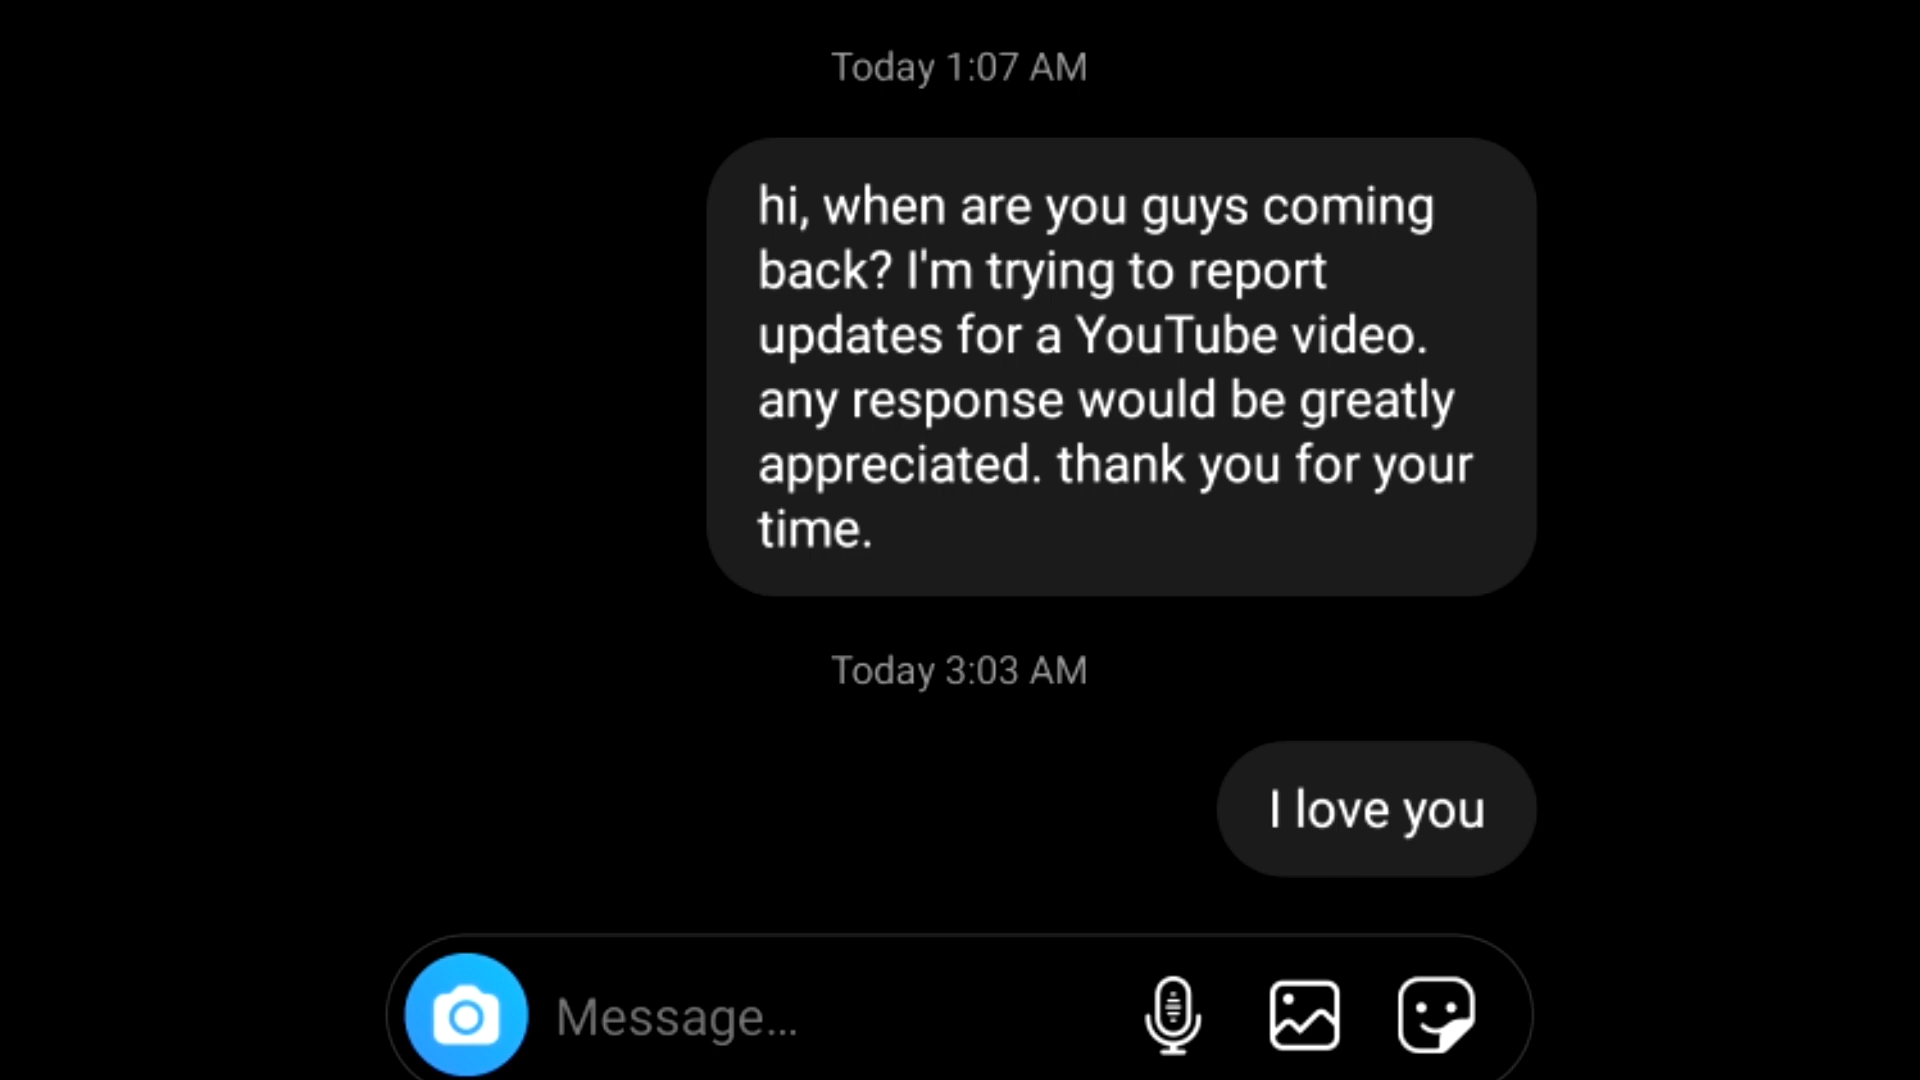 Today 1:07 AM
hi, when are you guys coming
back? I'm trying to report
updates for a YouTube video.
any response would be greatly
appreciated. thank you for your
time.
Today 3:03 AM
I love you
Message...